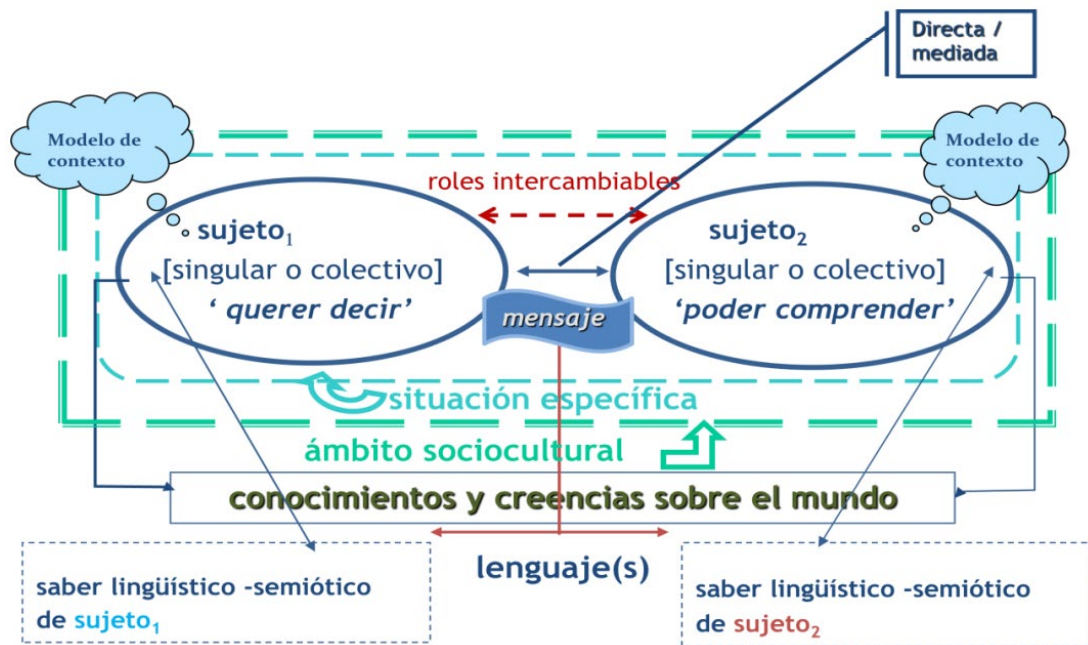 Directa /
mediada
Modelo de
contexto
Modelo de
contexto
roles intercambiables
sujeto₁
[singular o colectivo]
‘ querer decir’
sujeto₂
[singular o colectivo]
‘poder comprender’
mensaje
situación específica
ámbito sociocultural
conocimientos y creencias sobre el mundo
lenguaje(s)
saber lingüístico -semiótico
de sujeto₁
saber lingüístico -semiótico
de sujeto₂